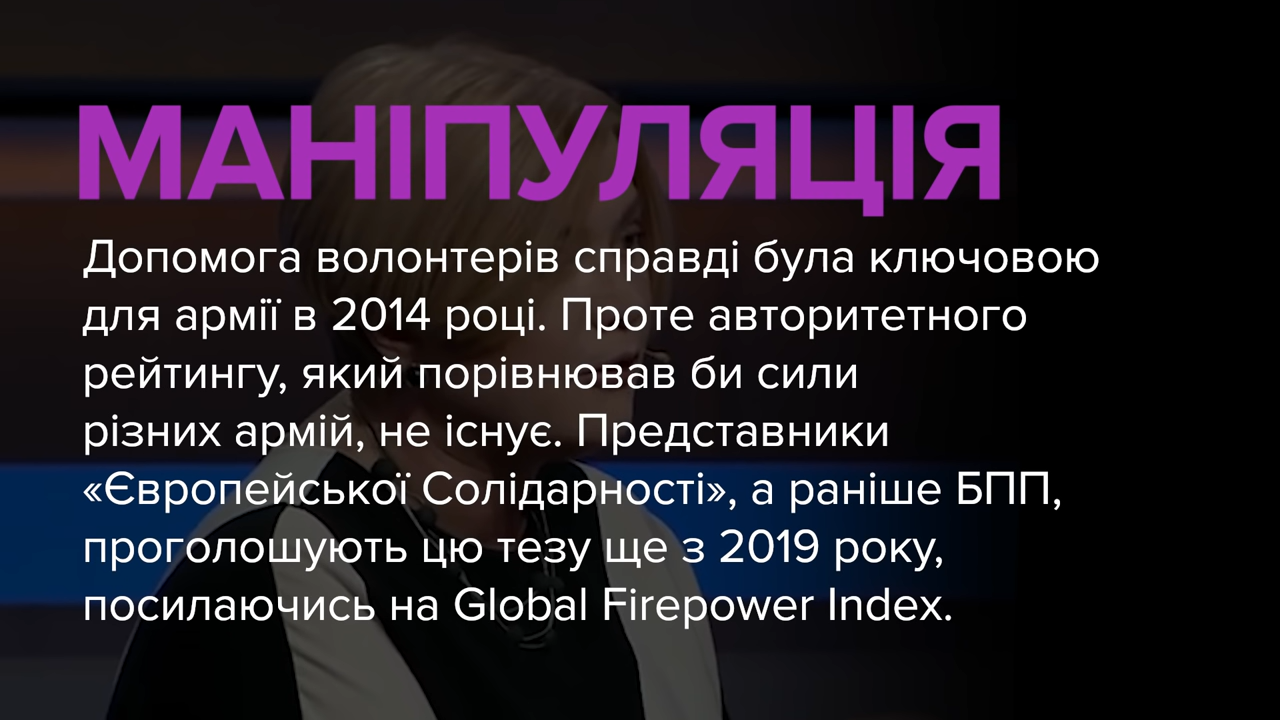 МАНІПУЛЯЦІЯ
Допомога волонтерів справді була ключовою
для армії в 2014 році. Проте авторитетного
рейтингу, який порівнював би сили
різних армій, не існує. Представники
«Європейської Солідарності», а раніше БПП,
проголошують цю тезу ще з 2019 року,
посилаючись на Global Firepower Index.